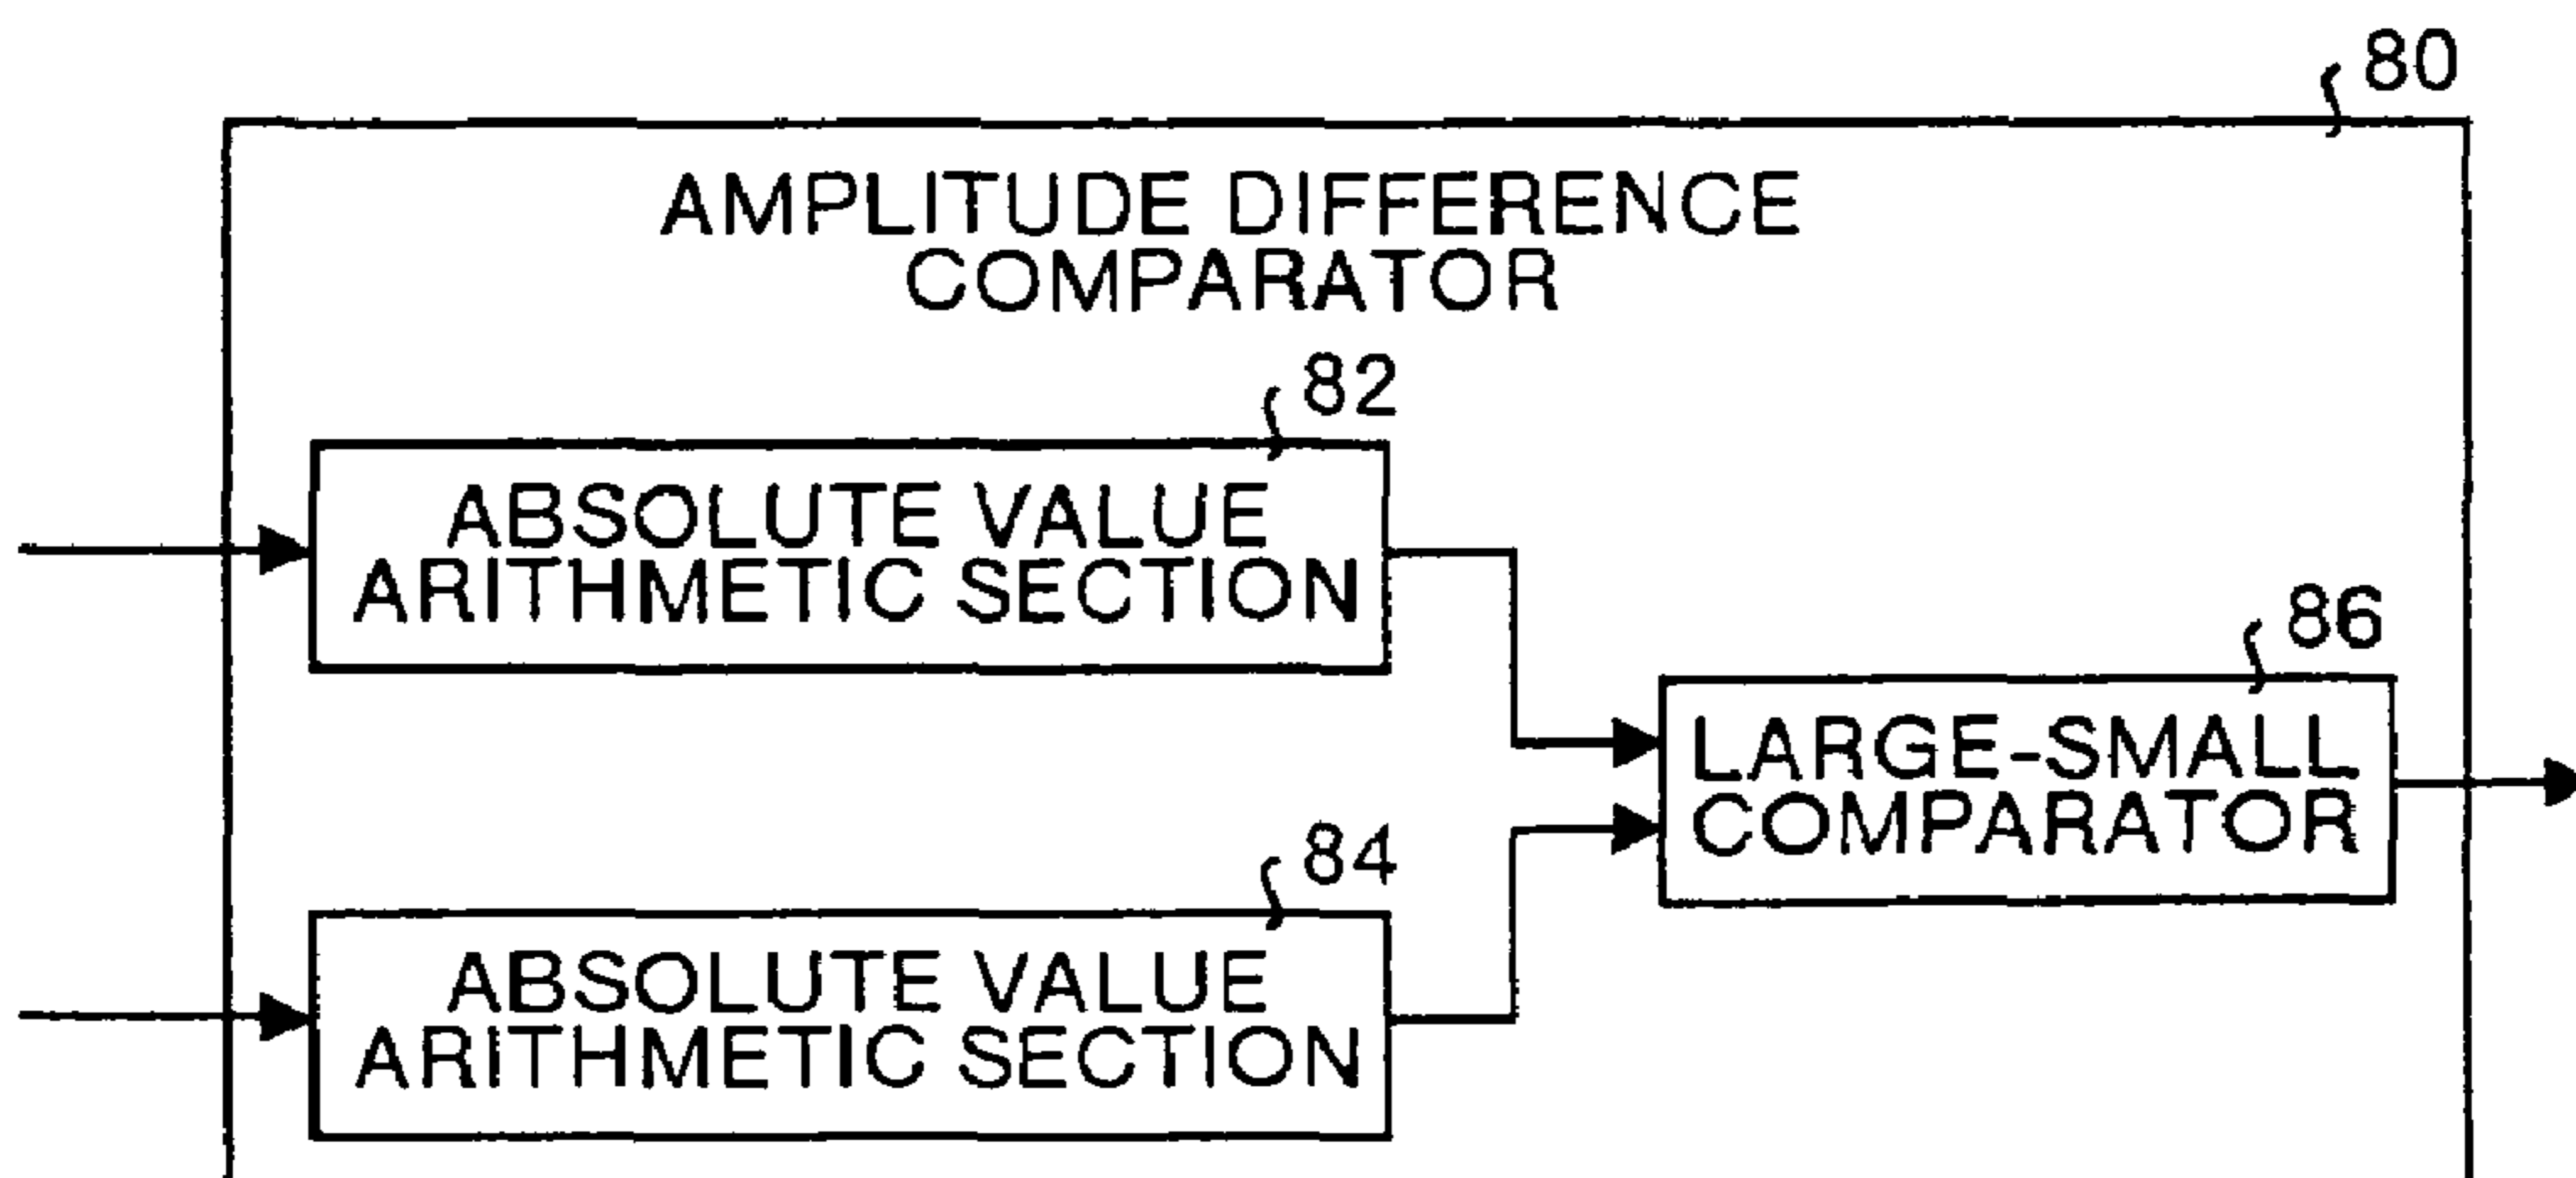 80
AMPLITUDE DIFFERENCE
COMPARATOR
82
ABSOLUTE VALUE
ARITHMETIC SECTION
86
LARGE-SMALL
COMPARATOR
84
ABSOLUTE VALUE
ARITHMETIC SECTION